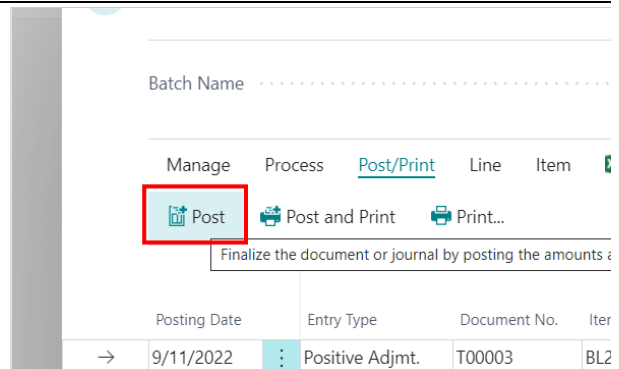 Batch Name
Manage Process Post/Print Line Item
Post Post and Print Print...
Finalize the document or journal by posting the amounts
Posting Date Entry Type Document No.
9/11/2022 Positive Adjmt. T00003 BL2